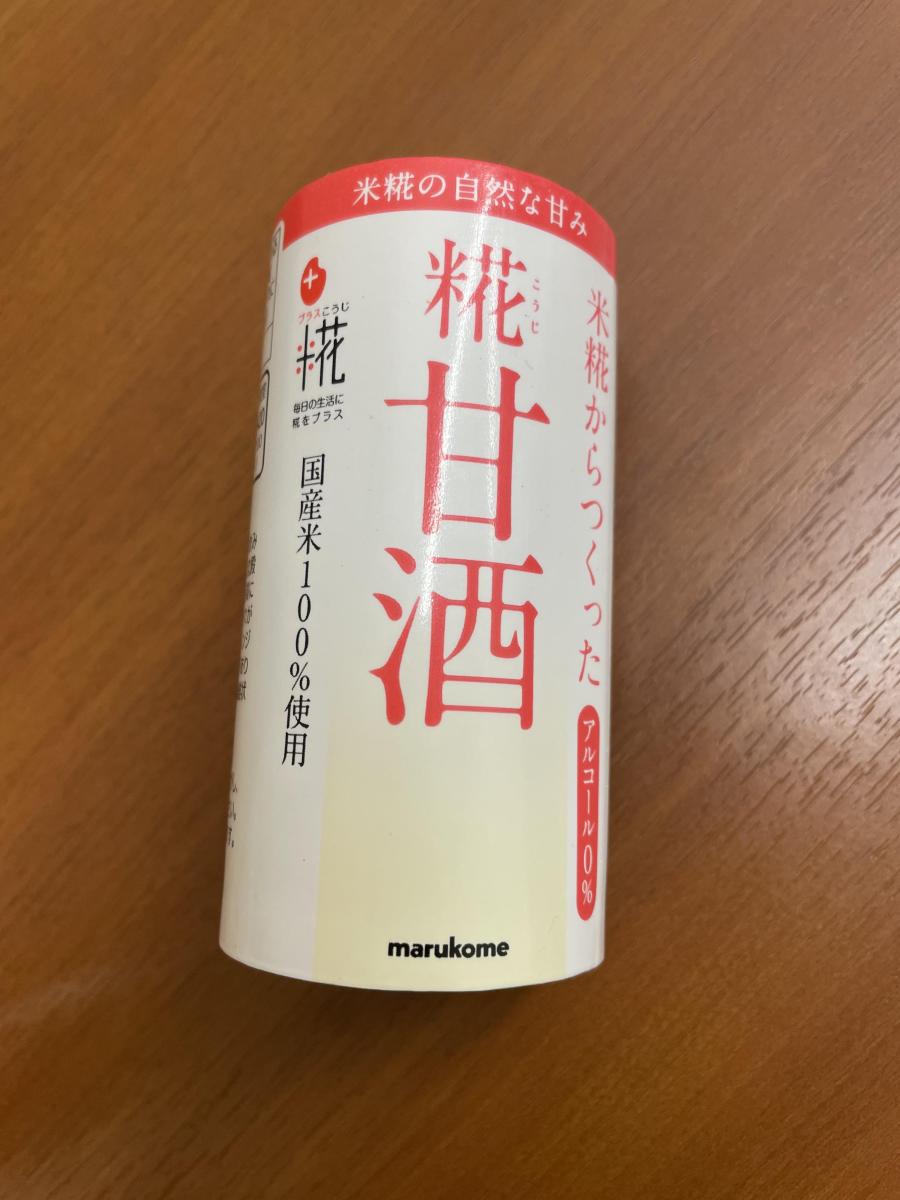 米糀の自然な甘み
米糀からつくった
アルコール0%
こうじ
糀
甘酒
プラスこうじ
糀
毎日の生活に
糀をプラス
国産米100%使用
marukome